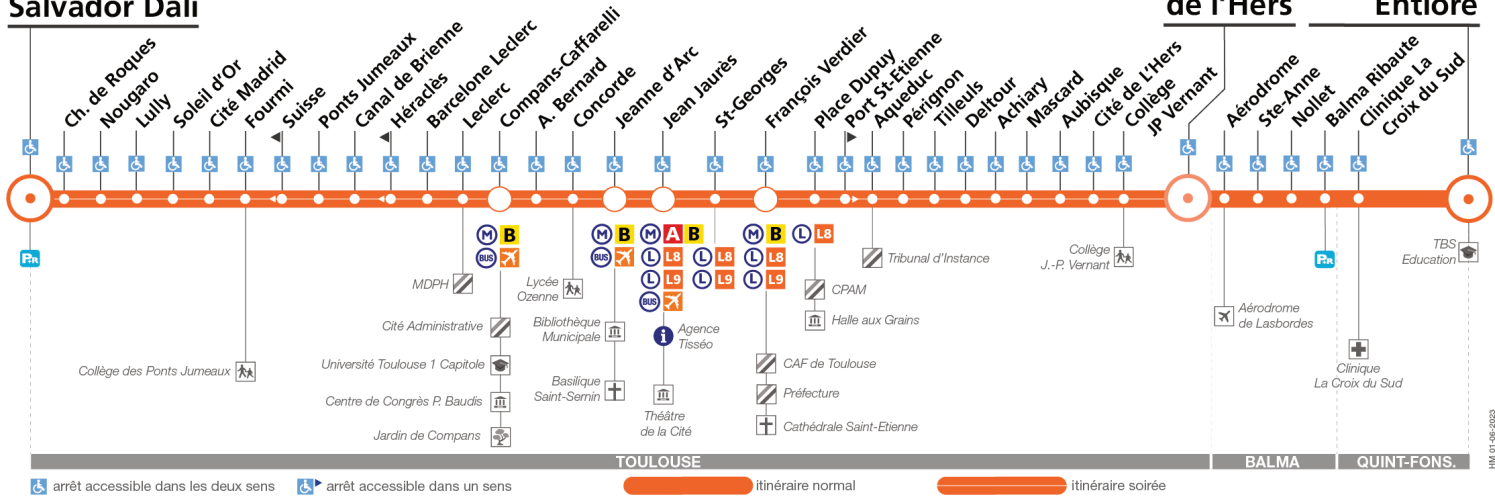 Salvador Dali
de l'Hers
Entiore
Ch. de Roques
Nougaro
Lully
Soleil d'Or
Cité Madrid
Fourmi
Suisse
Ponts Jumeaux
Canal de Brienne
Héraclès
Barcelone Leclerc
Leclerc
Compans-Caffarelli
A. Bernard
Concorde
Jeanne d'Arc
Jean Jaurès
St-Georges
François Verdier
Place Dupuy
Port St-Etienne
Aqueduc
Pérignon
Tilleuls
Deltour
Achiary
Mascard
Aubisque
Cité de L'Hers
Collège
JP Vernant
Aérodrome
Ste-Anne
Nollet
Balma Ribaute
Clinique La
Croix du Sud
P+R
Collège des Ponts Jumeaux
MDPH
M B
BUS
Cité Administrative
Université Toulouse 1 Capitole
Centre de Congrès P. Baudis
Jardin de Compans
Lycée
Ozenne
M B
BUS
Bibliothèque
Municipale
Basilique
Saint-Sernin
M A B
L L8
L L9
BUS
i
Agence
Tisséo
Théâtre
de la Cité
L L8
L L9
M B
L L8
L L9
CAF de Toulouse
Préfecture
Cathédrale Saint-Etienne
L L8
CPAM
Halle aux Grains
Tribunal d'Instance
Collège
J.-P. Vernant
Aérodrome
de Lasbordes
P+R
Clinique
La Croix du Sud
TBS
Education
TOULOUSE
BALMA
QUINT-FONS.
arrêt accessible dans les deux sens
arrêt accessible dans un sens
itinéraire normal
itinéraire soirée
HM 01-06-2023